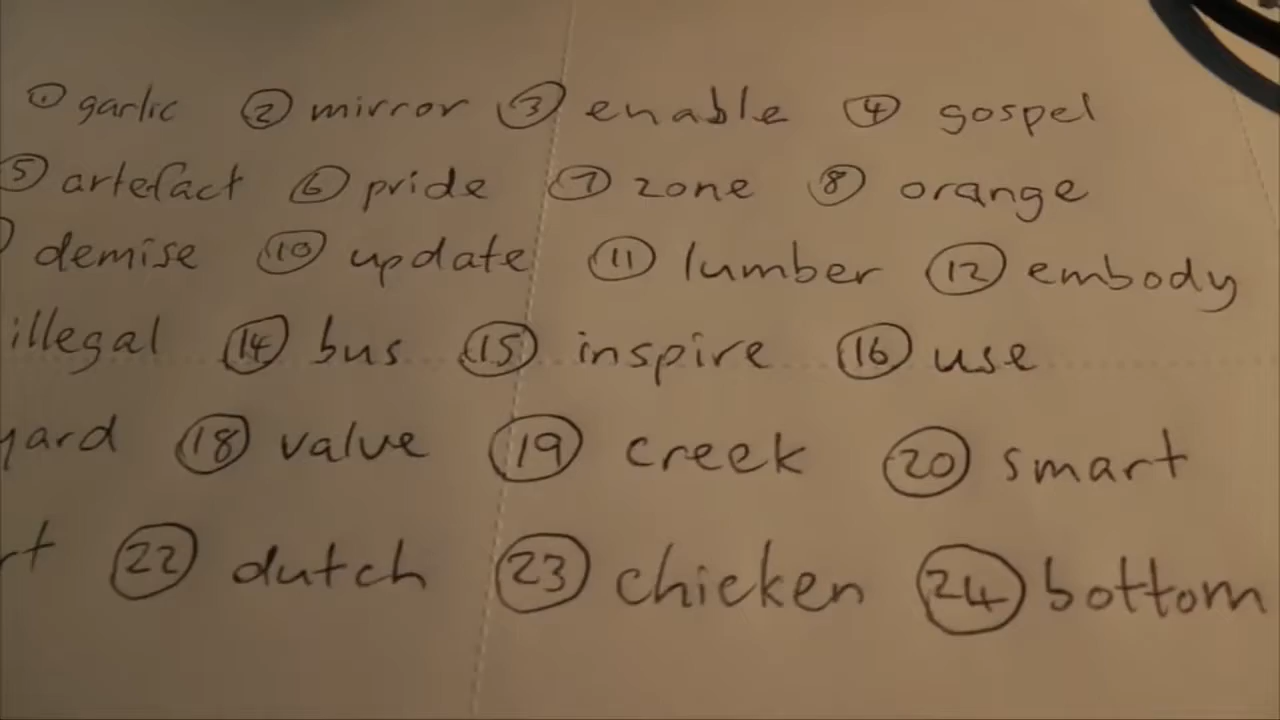 ① garlic ② mirror ③ enable ④ gospel
⑤ artefact ⑥ pride ⑦ zone ⑧ orange
demise ⑩ update ⑪ lumber ⑫ embody
illegal ⑭ bus ⑮ inspire ⑯ use
yard ⑱ value ⑲ creek ⑳ smart
rt ㉒ dutch ㉓ chicken ㉔ bottom